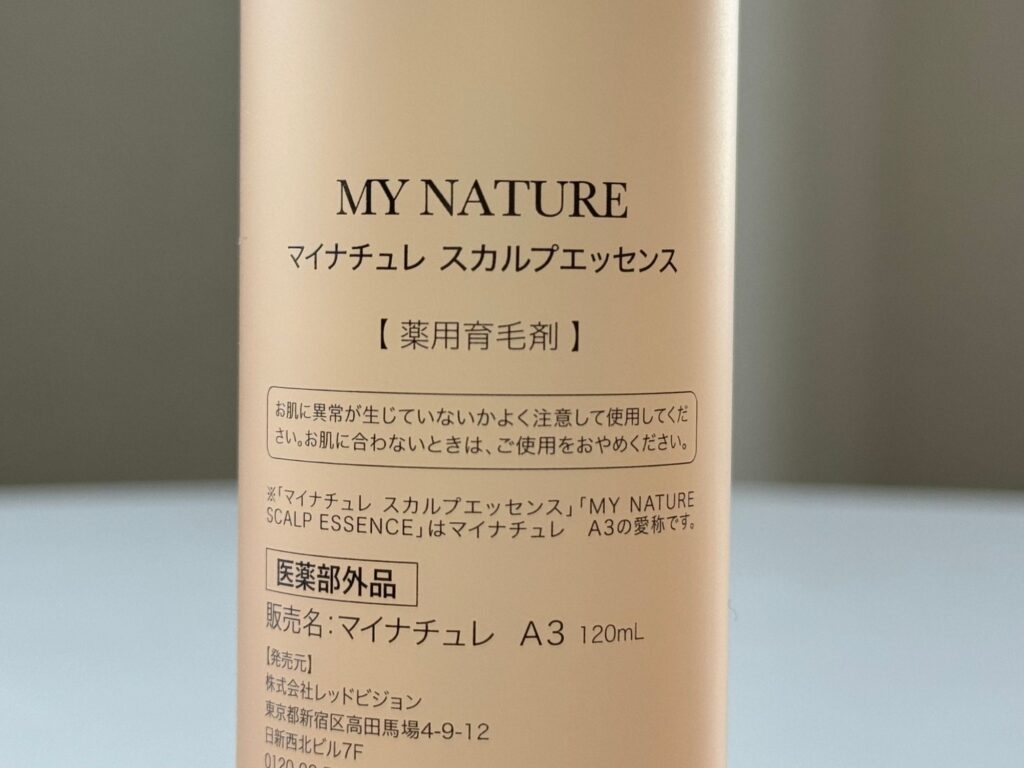 MY NATURE
マイナチュレ スカルプエッセンス
【 薬用育毛剤 】
お肌に異常が生じていないかよく注意して使用してくだ
さい。お肌に合わないときは、ご使用をおやめください。
※「マイナチュレ スカルプエッセンス」「MY NATURE
SCALP ESSENCE」はマイナチュレ　A3の愛称です。
医薬部外品
販売名：マイナチュレ　A3 120mL
【発売元】
株式会社レッドビジョン
東京都新宿区高田馬場4-9-12
日新西北ビル7F
0120